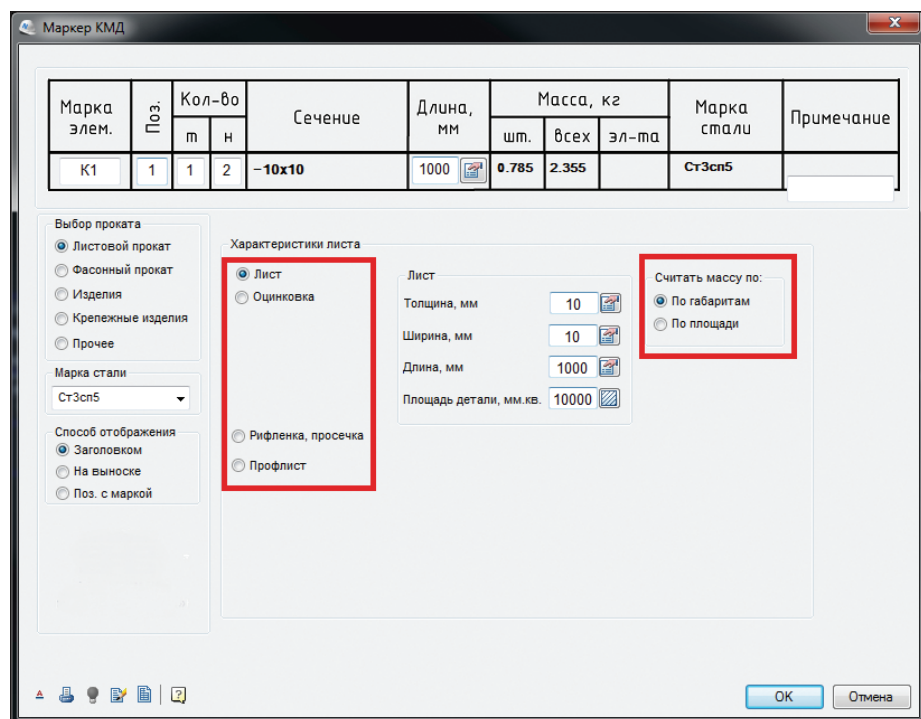 Маркер КМД
Марка элем. Поз. Кол-во Сечение Длина, мм Масса, кг Марка стали Примечание
т н шт. всех эл-та
К1 1 1 2 –10x10 1000 0.785 2.355 Ст3сп5
Выбор проката
Листовой прокат
Фасонный прокат
Изделия
Крепежные изделия
Прочее
Марка стали
Ст3сп5
Способ отображения
Заголовком
На выноске
Поз. с маркой
Характеристики листа
Лист
Оцинковка
Рифленка, просечка
Профлист
Лист
Толщина, мм 10
Ширина, мм 10
Длина, мм 1000
Площадь детали, мм.кв. 10000
Считать массу по:
По габаритам
По площади
OK Отмена